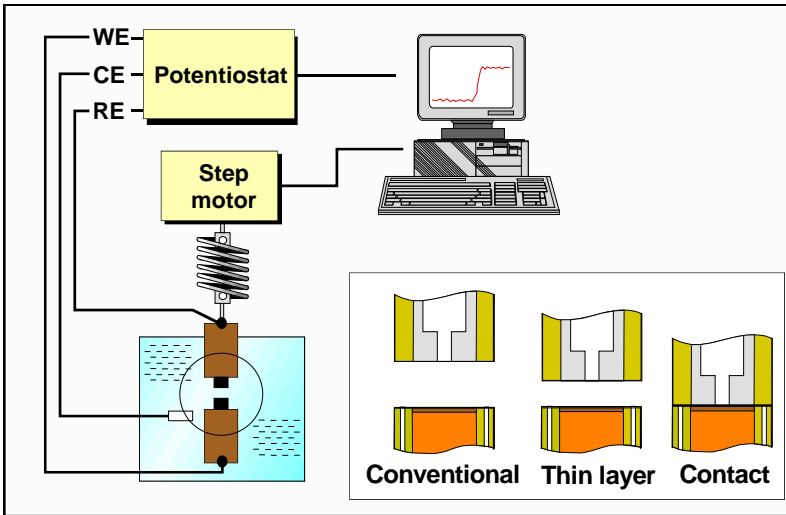 WE
CE
RE
Potentiostat
Step
motor
Conventional
Thin layer
Contact